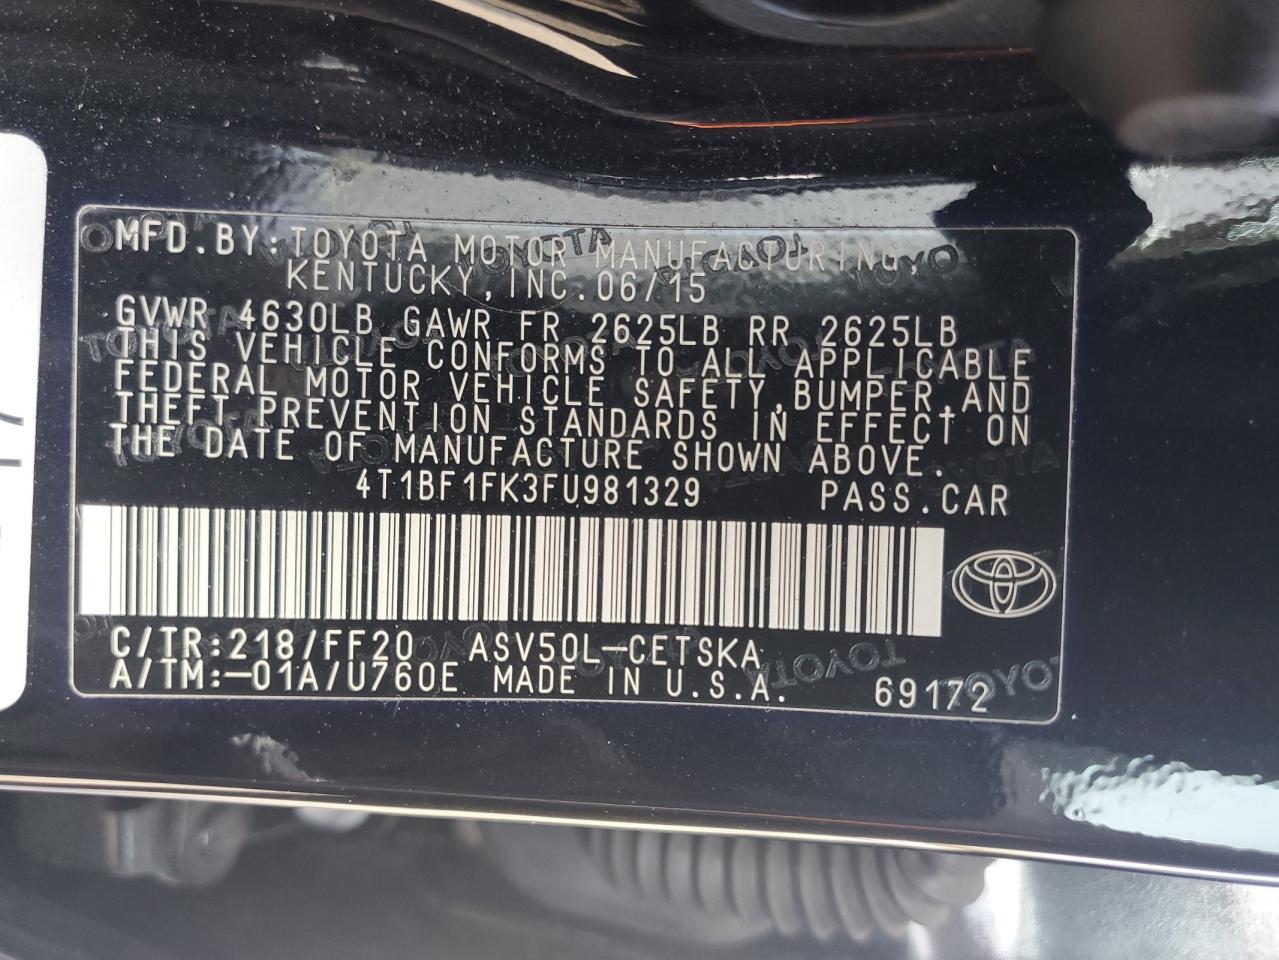 MFD.BY:TOYOTA MOTOR MANUFACTURING,
KENTUCKY,INC.06/15
GVWR 4630LB GAWR FR 2625LB RR 2625LB
THIS VEHICLE CONFORMS TO ALL APPLICABLE
FEDERAL MOTOR VEHICLE SAFETY,BUMPER,AND
THEFT PREVENTION STANDARDS IN EFFECT ON
THE DATE OF MANUFACTURE SHOWN ABOVE.
4T1BF1FK3FU981329 PASS.CAR
C/TR:218/FF20 ASV50L-CETSKA
A/TM:-01A/U760E MADE IN U.S.A. 69172